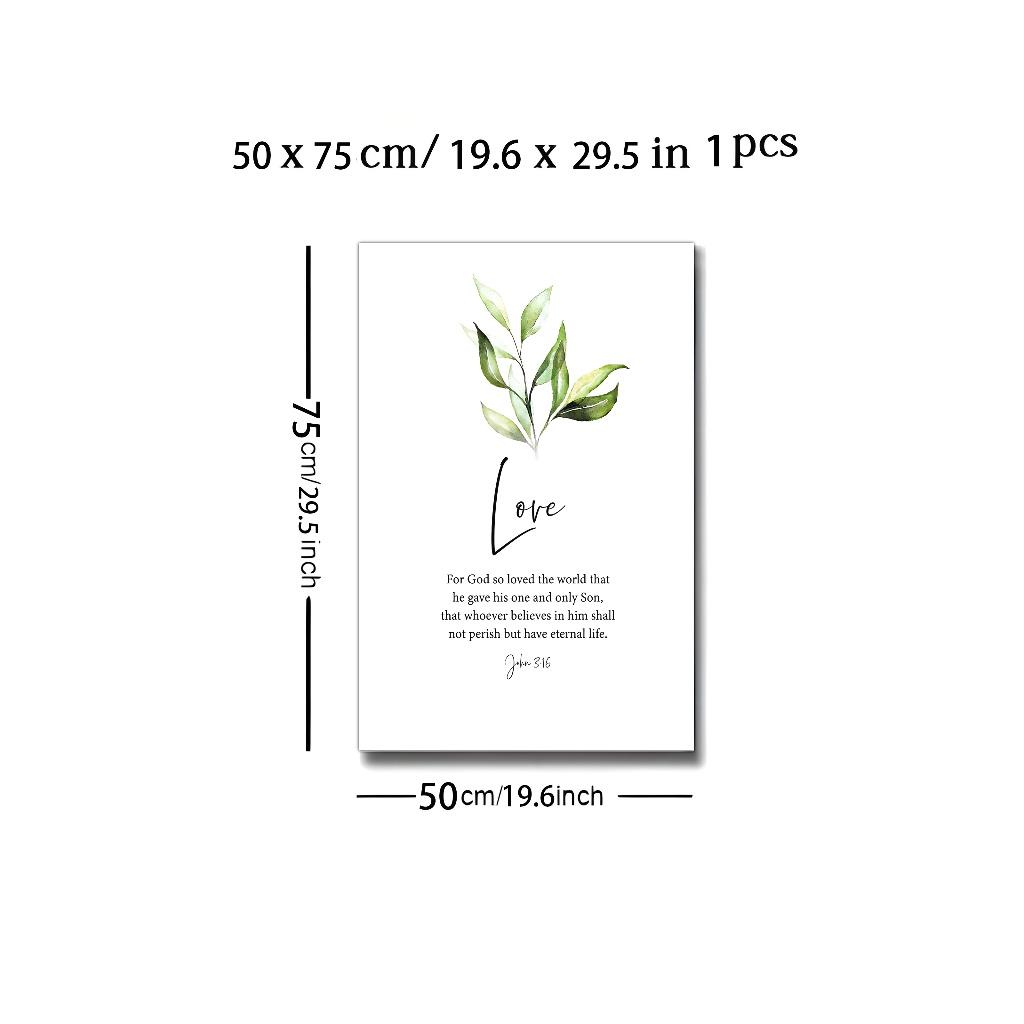 50 x 75 cm/ 19.6 x 29.5 in 1 pcs
75cm/29.5 inch
Love
For God so loved the world that
he gave his one and only Son,
that whoever believes in him shall
not perish but have eternal life.
John 3:16
50cm/19.6inch